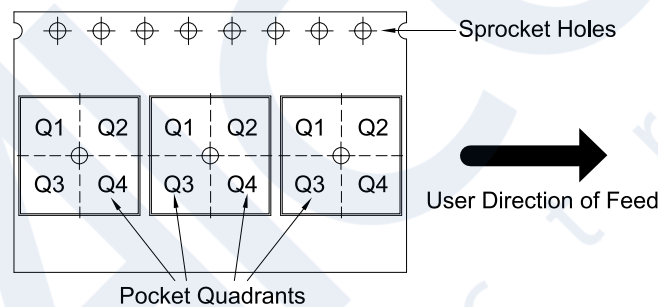 Sprocket Holes
Q1 Q2 Q1 Q2 Q1 Q2
Q3 Q4 Q3 Q4 Q3 Q4
User Direction of Feed
Pocket Quadrants